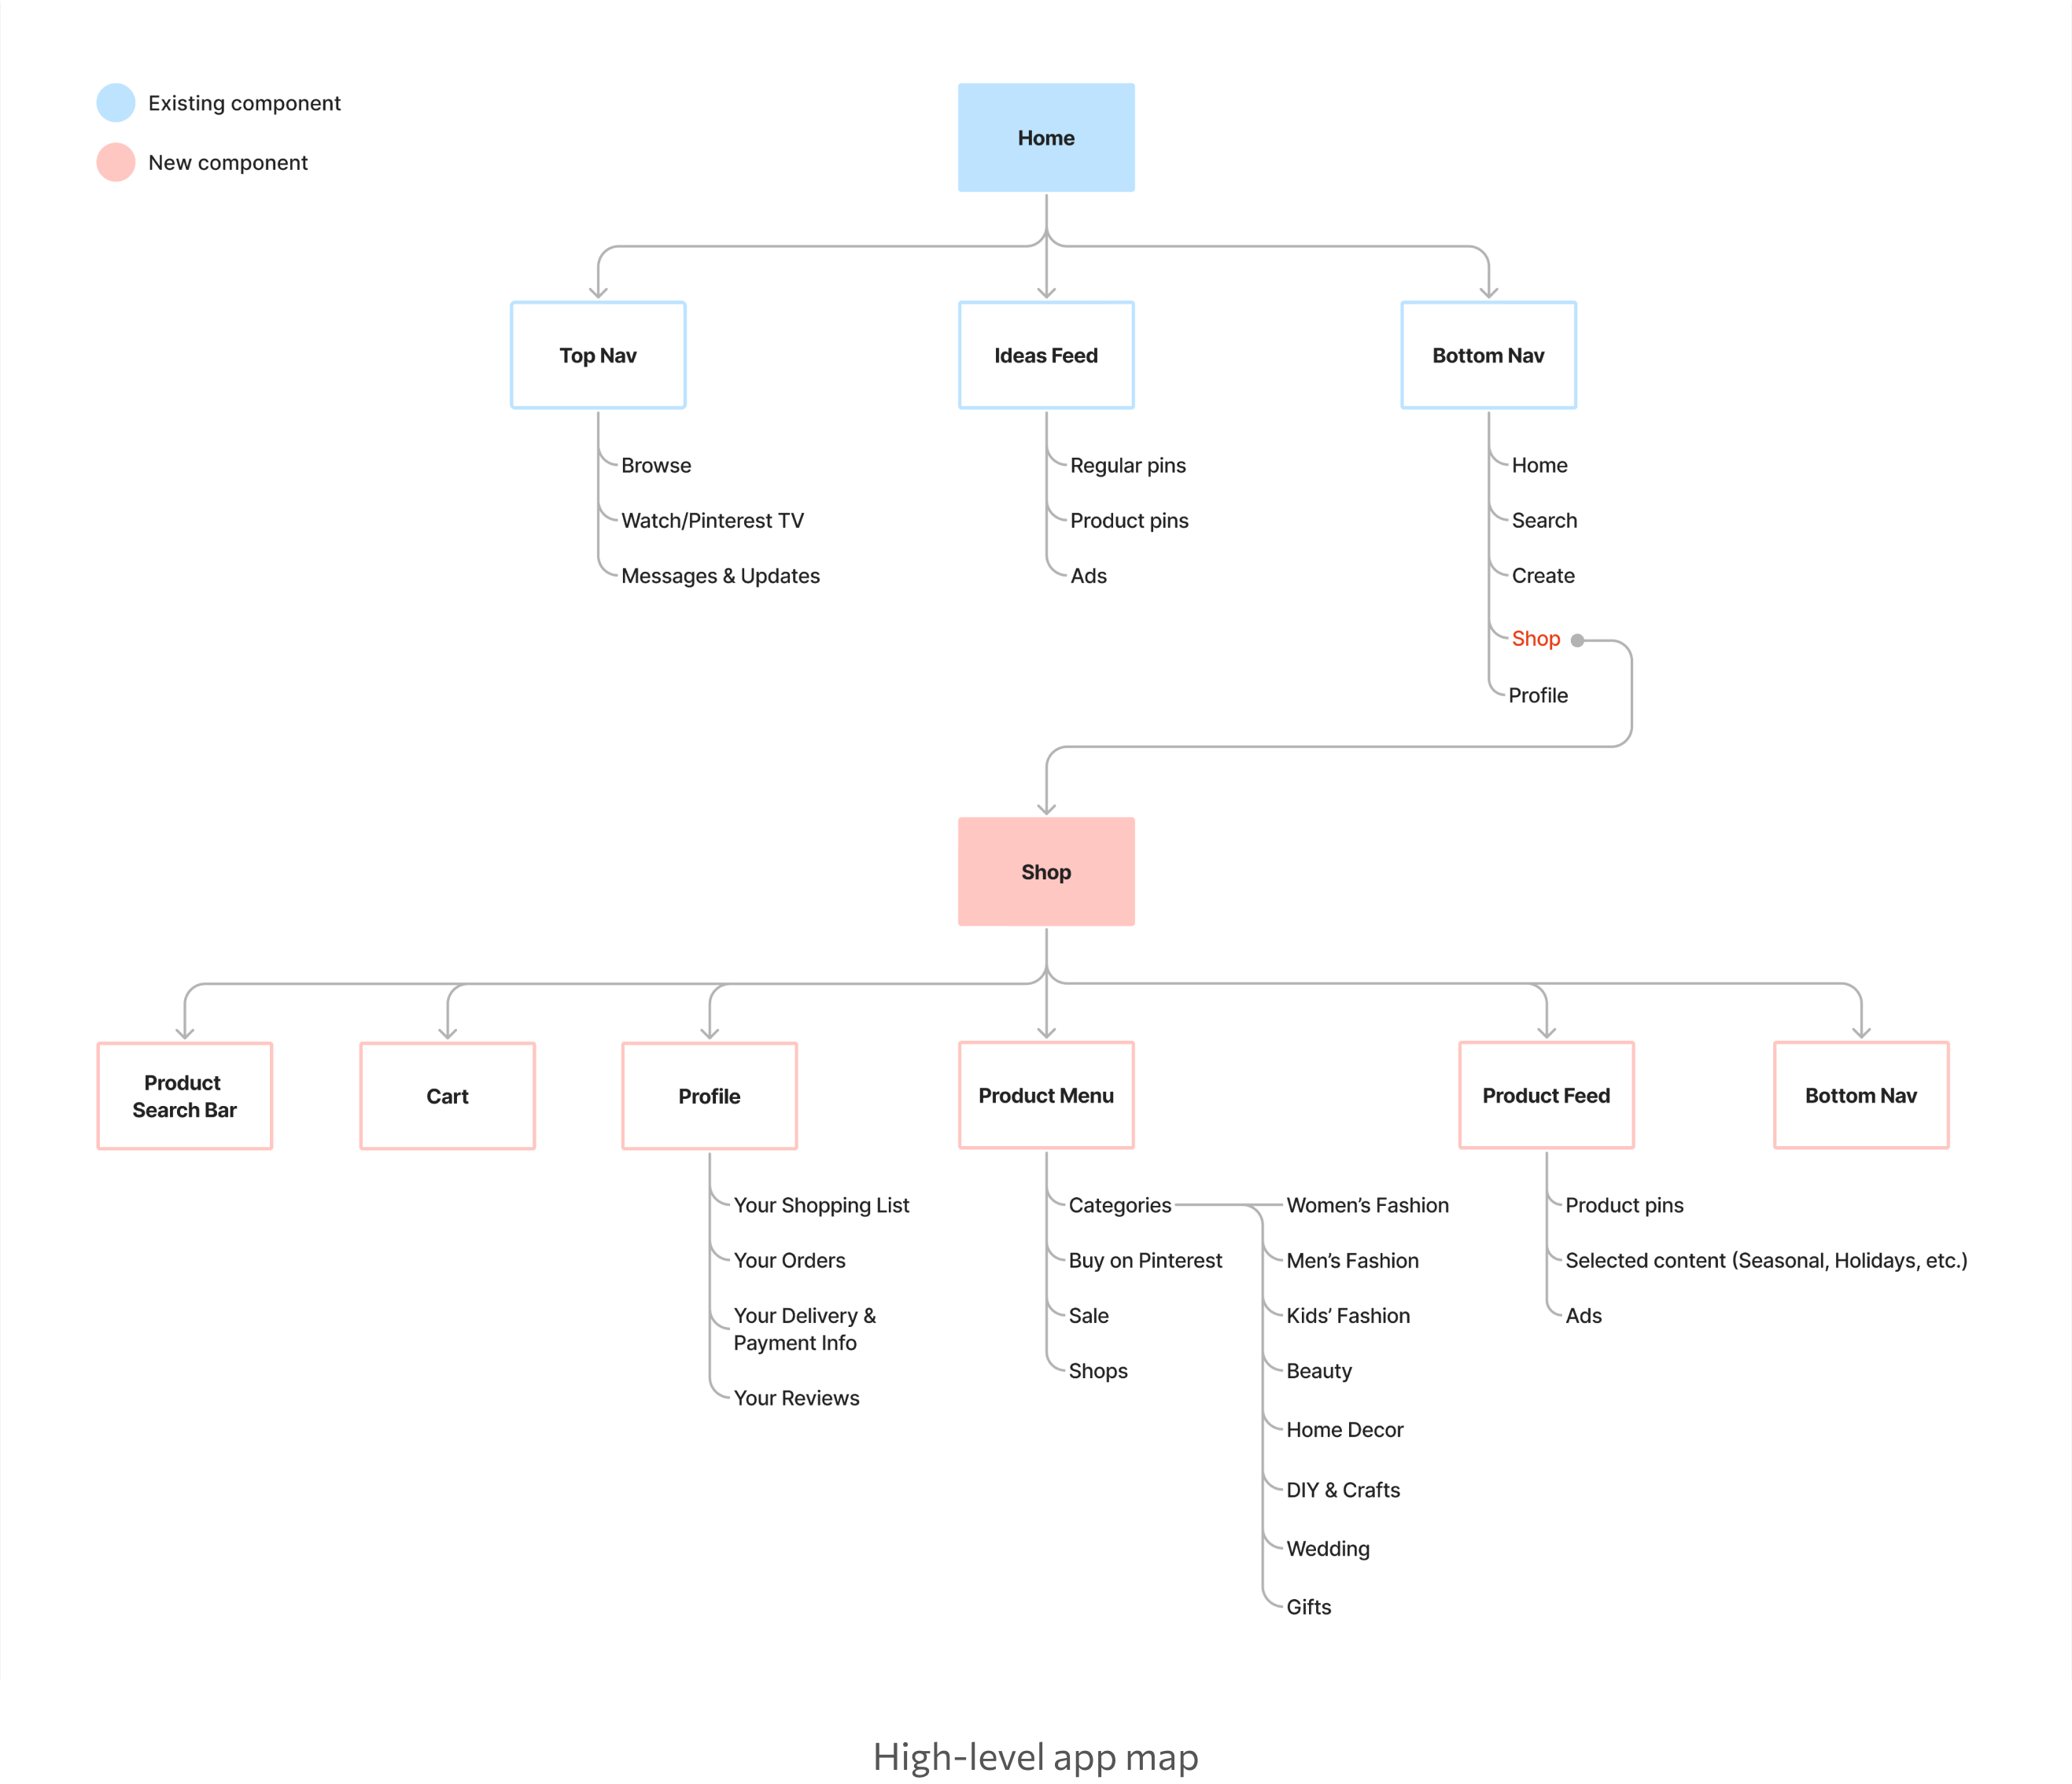 Existing component
New component
Home
Top Nav
Ideas Feed
Bottom Nav
Browse
Watch/Pinterest TV
Messages & Updates
Regular pins
Product pins
Ads
Home
Search
Create
Shop
Profile
Shop
Product
Search Bar
Cart
Profile
Product Menu
Product Feed
Bottom Nav
Your Shopping List
Your Orders
Your Delivery &
Payment Info
Your Reviews
Categories
Buy on Pinterest
Sale
Shops
Women’s Fashion
Men’s Fashion
Kids’ Fashion
Beauty
Home Decor
DIY & Crafts
Wedding
Gifts
Product pins
Selected content (Seasonal, Holidays, etc.)
Ads
High-level app map